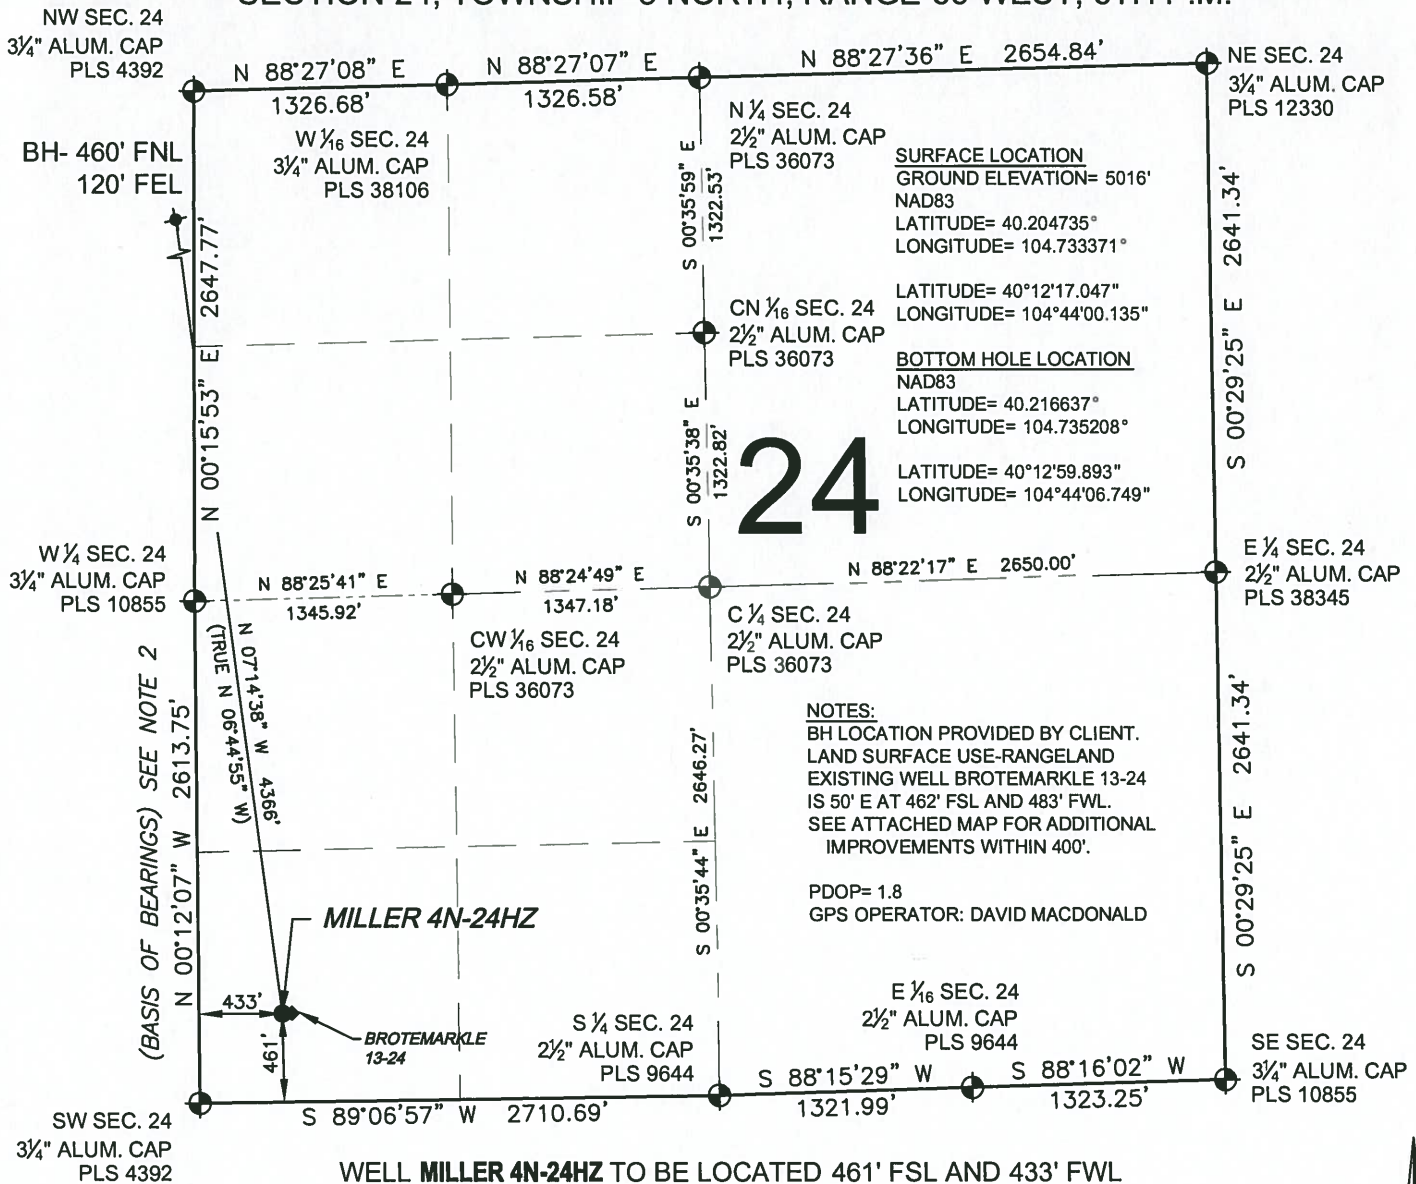 NW SEC. 24
3¼" ALUM. CAP
PLS 4392
N 88°27'08" E
1326.68'
N 88°27'07" E
1326.58'
N 88°27'36" E 2654.84'
NE SEC. 24
3¼" ALUM. CAP
PLS 12330
BH- 460' FNL
120' FEL
W 1/16 SEC. 24
3¼" ALUM. CAP
PLS 38106
N ¼ SEC. 24
2½" ALUM. CAP
PLS 36073
S 00°35'59" E
1322.53'
SURFACE LOCATION
GROUND ELEVATION= 5016'
NAD83
LATITUDE= 40.204735°
LONGITUDE= 104.733371°
LATITUDE= 40°12'17.047"
LONGITUDE= 104°44'00.135"
BOTTOM HOLE LOCATION
NAD83
LATITUDE= 40.216637°
LONGITUDE= 104.735208°
LATITUDE= 40°12'59.893"
LONGITUDE= 104°44'06.749"
N 00°15'53" E 2647.77'
S 00°29'25" E 2641.34'
CN 1/16 SEC. 24
2½" ALUM. CAP
PLS 36073
S 00°35'38" E
1322.82'
24
W ¼ SEC. 24
3¼" ALUM. CAP
PLS 10855
N 88°25'41" E
1345.92'
N 88°24'49" E
1347.18'
N 88°22'17" E 2650.00'
E ¼ SEC. 24
2½" ALUM. CAP
PLS 38345
CW 1/16 SEC. 24
2½" ALUM. CAP
PLS 36073
C ¼ SEC. 24
2½" ALUM. CAP
PLS 36073
(BASIS OF BEARINGS) SEE NOTE 2
N 00°12'07" W 2613.75'
N 07°14'38" W 4366'
(TRUE N 06°44'55" W)
S 00°35'44" E 2646.27'
NOTES:
BH LOCATION PROVIDED BY CLIENT.
LAND SURFACE USE-RANGELAND
EXISTING WELL BROTEMARKLE 13-24
IS 50' E AT 462' FSL AND 483' FWL.
SEE ATTACHED MAP FOR ADDITIONAL
IMPROVEMENTS WITHIN 400'.
PDOP= 1.8
GPS OPERATOR: DAVID MACDONALD
S 00°29'25" E 2641.34'
MILLER 4N-24HZ
433'
461'
BROTEMARKLE
13-24
S ¼ SEC. 24
2½" ALUM. CAP
PLS 9644
E 1/16 SEC. 24
2½" ALUM. CAP
PLS 9644
SE SEC. 24
3¼" ALUM. CAP
PLS 10855
S 89°06'57" W 2710.69'
S 88°15'29" W
1321.99'
S 88°16'02" W
1323.25'
SW SEC. 24
3¼" ALUM. CAP
PLS 4392
WELL MILLER 4N-24HZ TO BE LOCATED 461' FSL AND 433' FWL